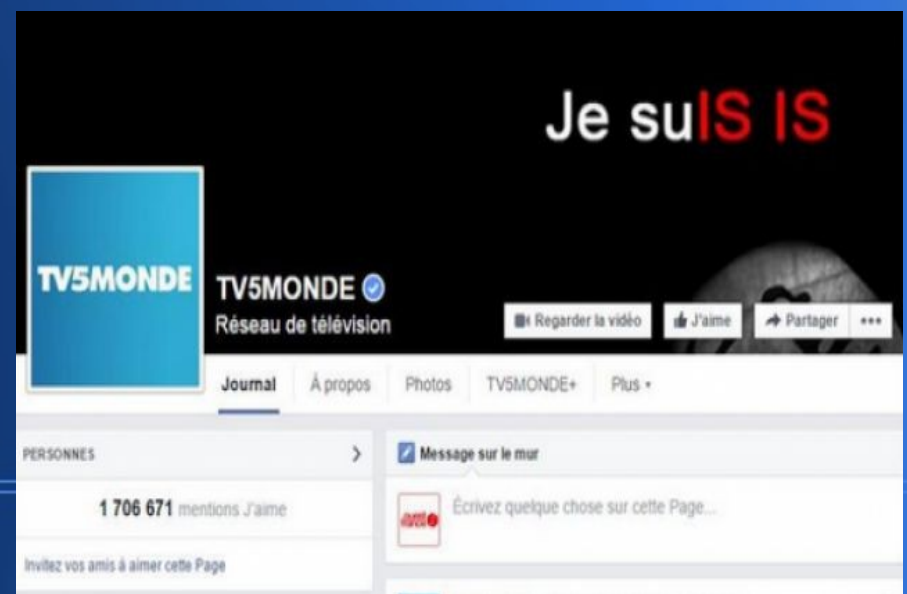 Je suIS IS
TV5MONDE
TV5MONDE
Réseau de télévision
Regarder la vidéo
J'aime
Partager
Journal
À propos
Photos
TV5MONDE+
Plus
PERSONNES
Message sur le mur
1 706 671 mentions J'aime
Écrivez quelque chose sur cette Page...
Invitez vos amis à aimer cette Page